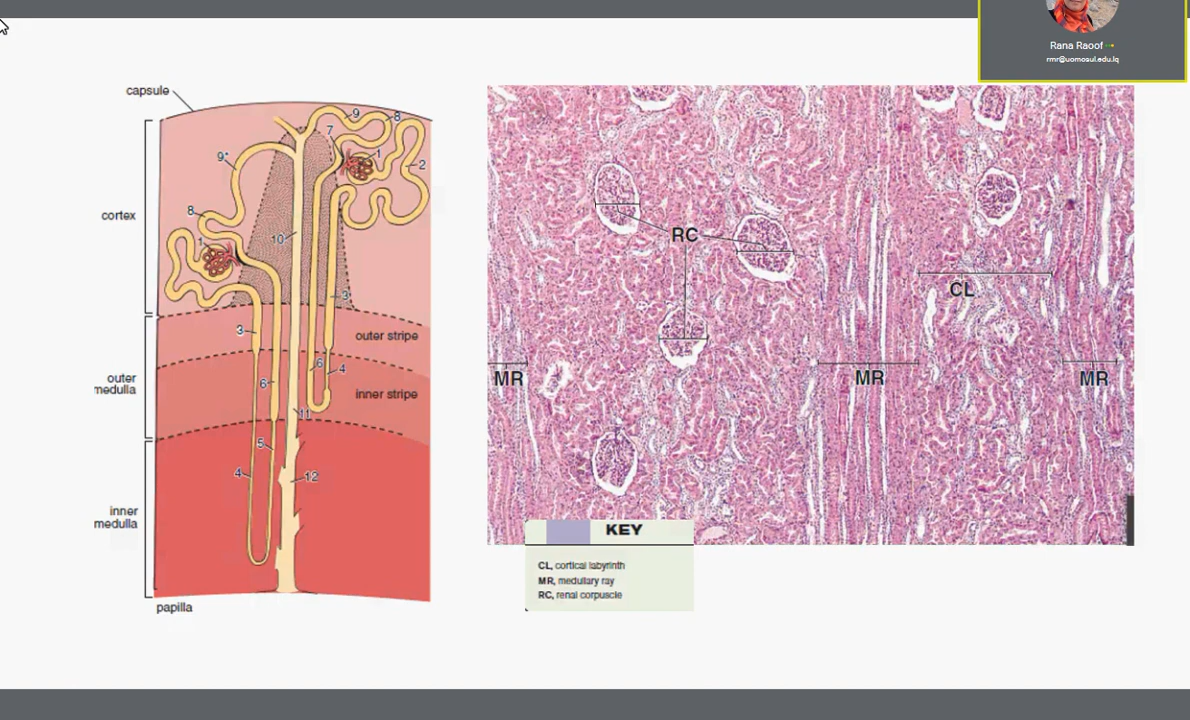 Rana Raoof
rmr@uomosul.edu.iq
capsule
9
8
7
1
2
9*
cortex
8
10
1
3
3
outer stripe
6
4
outer
medulla
6
inner stripe
11
5
4
12
inner
medulla
papilla
RC
CL
MR
MR
MR
KEY
CL, cortical labyrinth
MR, medullary ray
RC, renal corpuscle